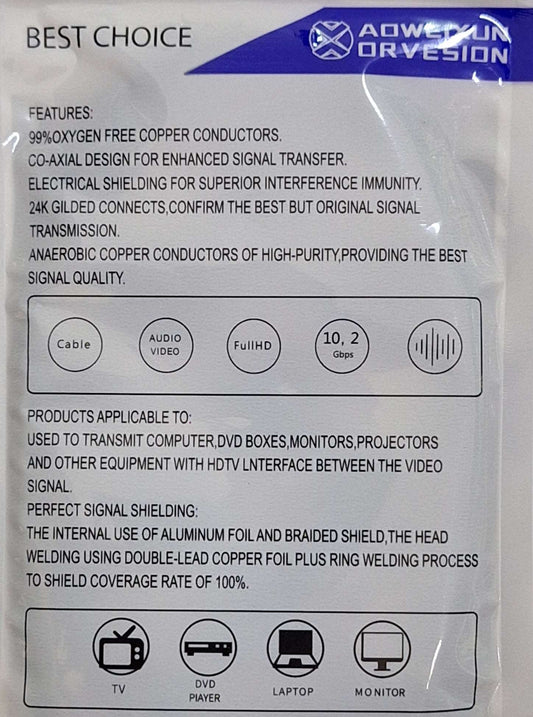 BEST CHOICE
AOWEIXUN
ORVESION
FEATURES:
99%OXYGEN FREE COPPER CONDUCTORS.
CO-AXIAL DESIGN FOR ENHANCED SIGNAL TRANSFER.
ELECTRICAL SHIELDING FOR SUPERIOR INTERFERENCE IMMUNITY.
24K GILDED CONNECTS,CONFIRM THE BEST BUT ORIGINAL SIGNAL
TRANSMISSION.
ANAEROBIC COPPER CONDUCTORS OF HIGH-PURITY,PROVIDING THE BEST
SIGNAL QUALITY.
Cable
AUDIO
VIDEO
FullHD
10, 2
Gbps
PRODUCTS APPLICABLE TO:
USED TO TRANSMIT COMPUTER,DVD BOXES,MONITORS,PROJECTORS
AND OTHER EQUIPMENT WITH HDTV LNTERFACE BETWEEN THE VIDEO
SIGNAL.
PERFECT SIGNAL SHIELDING:
THE INTERNAL USE OF ALUMINUM FOIL AND BRAIDED SHIELD,THE HEAD
WELDING USING DOUBLE-LEAD COPPER FOIL PLUS RING WELDING PROCESS
TO SHIELD COVERAGE RATE OF 100%.
TV
DVD
PIAYER
LAPTOP
MONITOR